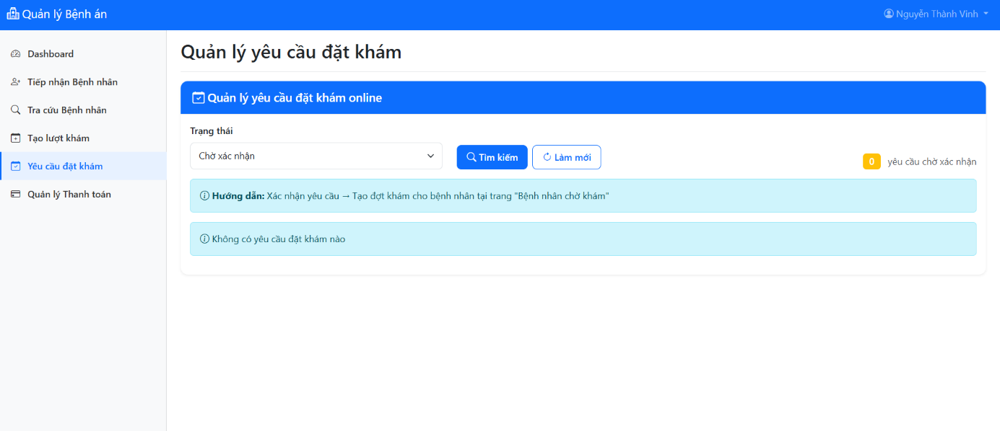 Quản lý Bệnh án
Nguyễn Thành Vinh
Dashboard
Tiếp nhận Bệnh nhân
Tra cứu Bệnh nhân
Tạo lượt khám
Yêu cầu đặt khám
Quản lý Thanh toán
Quản lý yêu cầu đặt khám
Quản lý yêu cầu đặt khám online
Trạng thái
Chờ xác nhận
Tìm kiếm
Làm mới
0 yêu cầu chờ xác nhận
Hướng dẫn: Xác nhận yêu cầu → Tạo đợt khám cho bệnh nhân tại trang "Bệnh nhân chờ khám"
Không có yêu cầu đặt khám nào